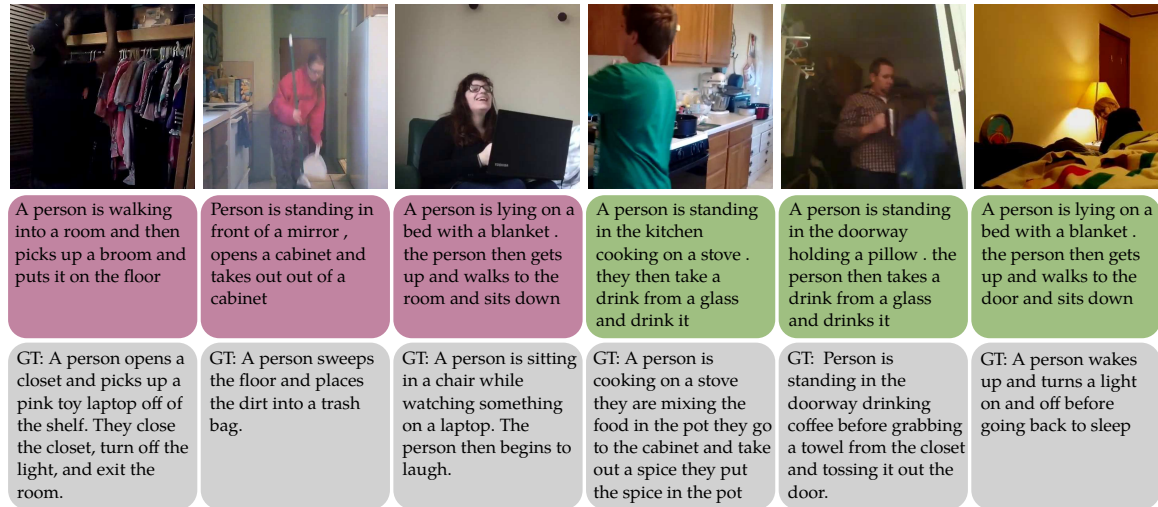 A person is walking
into a room and then
picks up a broom and
puts it on the floor
Person is standing in
front of a mirror ,
opens a cabinet and
takes out out of a
cabinet
A person is lying on a
bed with a blanket .
the person then gets
up and walks to the
room and sits down
A person is standing
in the kitchen
cooking on a stove .
they then take a
drink from a glass
and drink it
A person is standing
in the doorway
holding a pillow . the
person then takes a
drink from a glass
and drinks it
A person is lying on a
bed with a blanket .
the person then gets
up and walks to the
door and sits down
GT: A person opens a
closet and picks up a
pink toy laptop off of
the shelf. They close
the closet, turn off the
light, and exit the
room.
GT: A person sweeps
the floor and places
the dirt into a trash
bag.
GT: A person is sitting
in a chair while
watching something
on a laptop. The
person then begins to
laugh.
GT: A person is
cooking on a stove
they are mixing the
food in the pot they go
to the cabinet and take
out a spice they put
the spice in the pot
GT: Person is
standing in the
doorway drinking
coffee before grabbing
a towel from the closet
and tossing it out the
door.
GT: A person wakes
up and turns a light
on and off before
going back to sleep